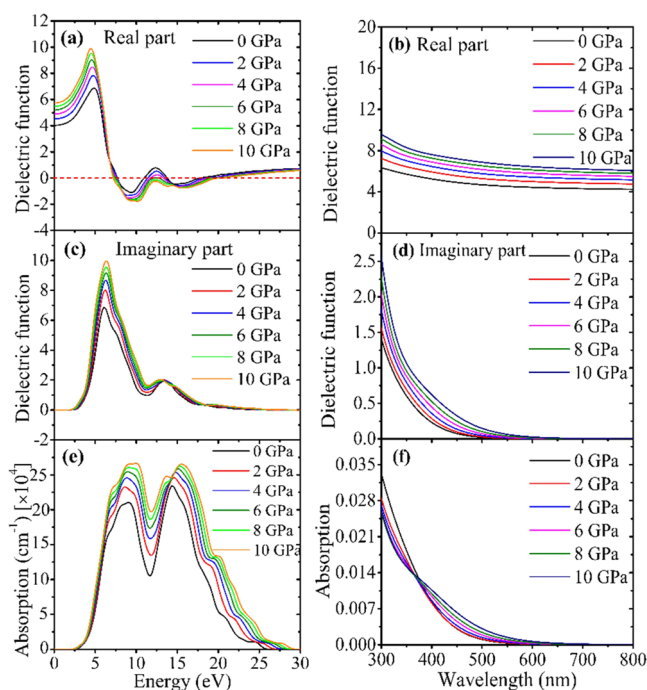 (a) Real part
Dielectric function
12
10
8
6
4
2
0
-2
0 GPa
2 GPa
4 GPa
6 GPa
8 GPa
10 GPa
(b) Real part
Dielectric function
20
16
12
8
4
0
0 GPa
2 GPa
4 GPa
6 GPa
8 GPa
10 GPa
(c) Imaginary part
Dielectric function
10
8
6
4
2
0
-2
0 GPa
2 GPa
4 GPa
6 GPa
8 GPa
10 GPa
(d) Imaginary part
Dielectric function
2.5
2.0
1.5
1.0
0.5
0.0
0 GPa
2 GPa
4 GPa
6 GPa
8 GPa
10 GPa
(e)
Absorption (cm⁻¹) [×10⁴]
25
20
15
10
5
0
0 GPa
2 GPa
4 GPa
6 GPa
8 GPa
10 GPa
0 5 10 15 20 25 30
Energy (eV)
(f)
Absorption
0.035
0.028
0.021
0.014
0.007
0.000
0 GPa
2 GPa
4 GPa
6 GPa
8 GPa
10 GPa
300 400 500 600 700 800
Wavelength (nm)